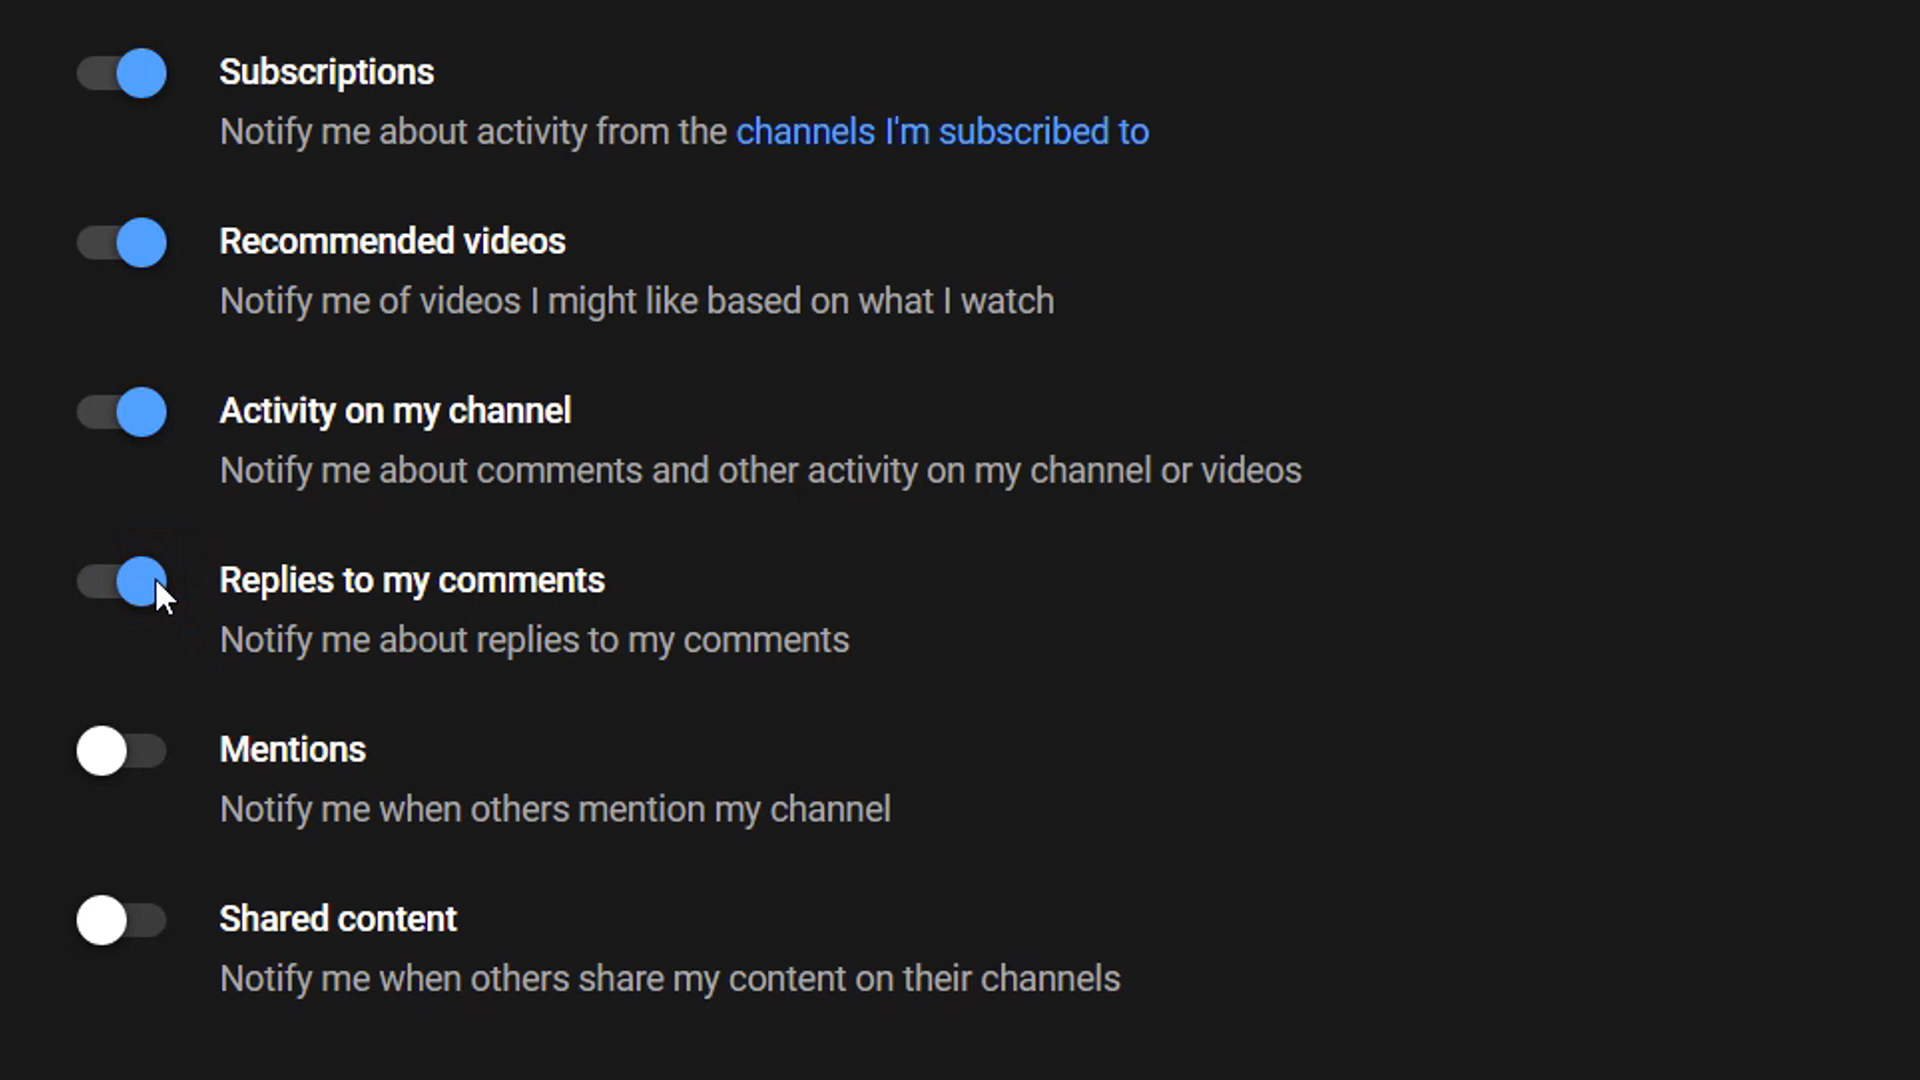 Subscriptions
Notify me about activity from the channels I'm subscribed to
Recommended videos
Notify me of videos I might like based on what I watch
Activity on my channel
Notify me about comments and other activity on my channel or videos
Replies to my comments
Notify me about replies to my comments
Mentions
Notify me when others mention my channel
Shared content
Notify me when others share my content on their channels